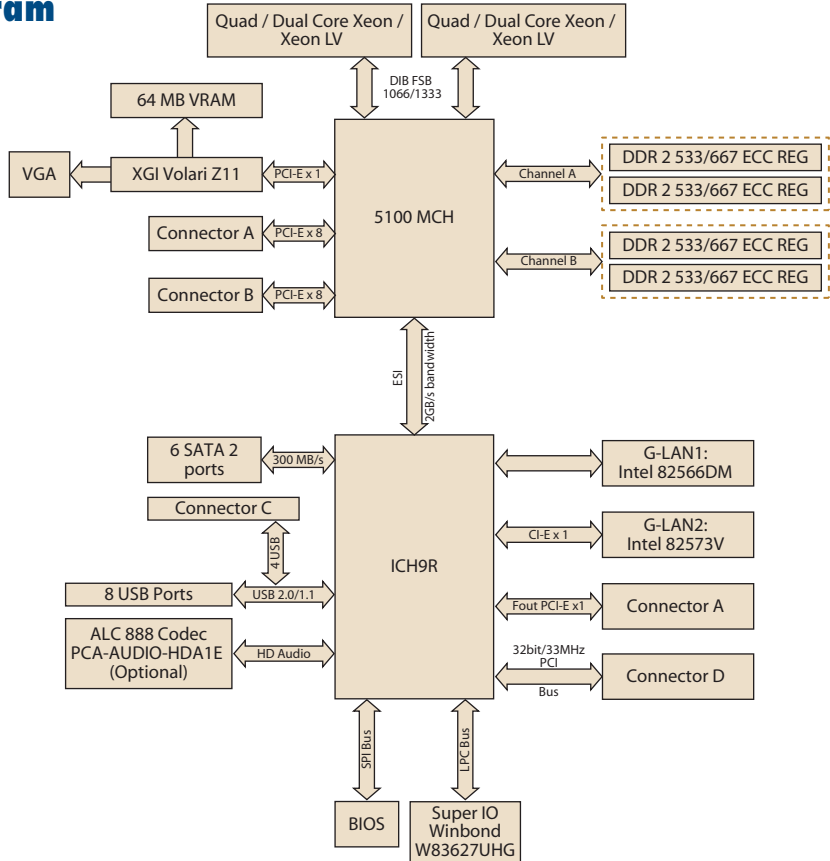 ram
Quad / Dual Core Xeon /
Xeon LV
Quad / Dual Core Xeon /
Xeon LV
DIB FSB
1066/1333
64 MB VRAM
VGA
XGI Volari Z11
PCI-E x 1
Connector A
PCI-E x 8
Connector B
PCI-E x 8
5100 MCH
Channel A
DDR 2 533/667 ECC REG
DDR 2 533/667 ECC REG
Channel B
DDR 2 533/667 ECC REG
DDR 2 533/667 ECC REG
ESI
2GB/s bandwidth
6 SATA 2
ports
300 MB/s
Connector C
4 USB
8 USB Ports
USB 2.0/1.1
ALC 888 Codec
PCA-AUDIO-HDA1E
(Optional)
HD Audio
ICH9R
G-LAN1:
Intel 82566DM
CI-E x 1
G-LAN2:
Intel 82573V
Fout PCI-E x1
Connector A
32bit/33MHz
PCI
Bus
Connector D
SPI Bus
LPC Bus
BIOS
Super IO
Winbond
W83627UHG